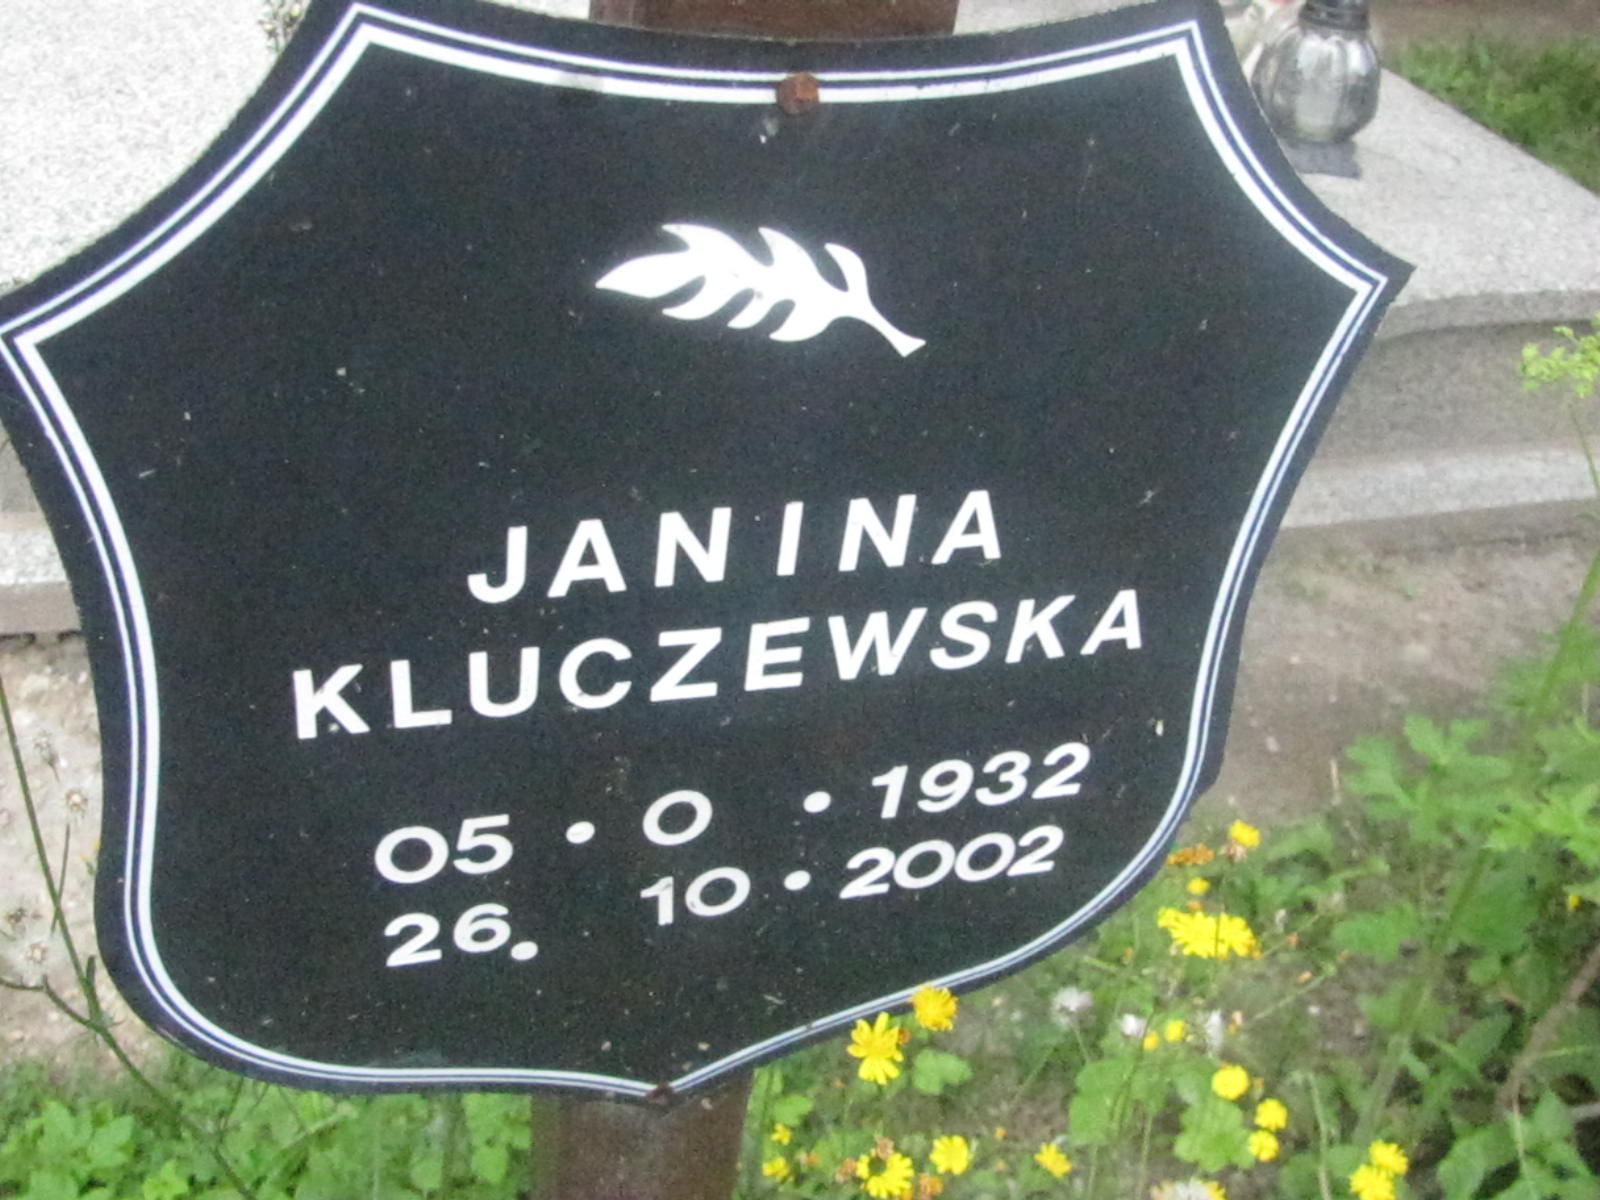 JANINA
KLUCZEWSKA
05 • 0 • 1932
26. 10 • 2002